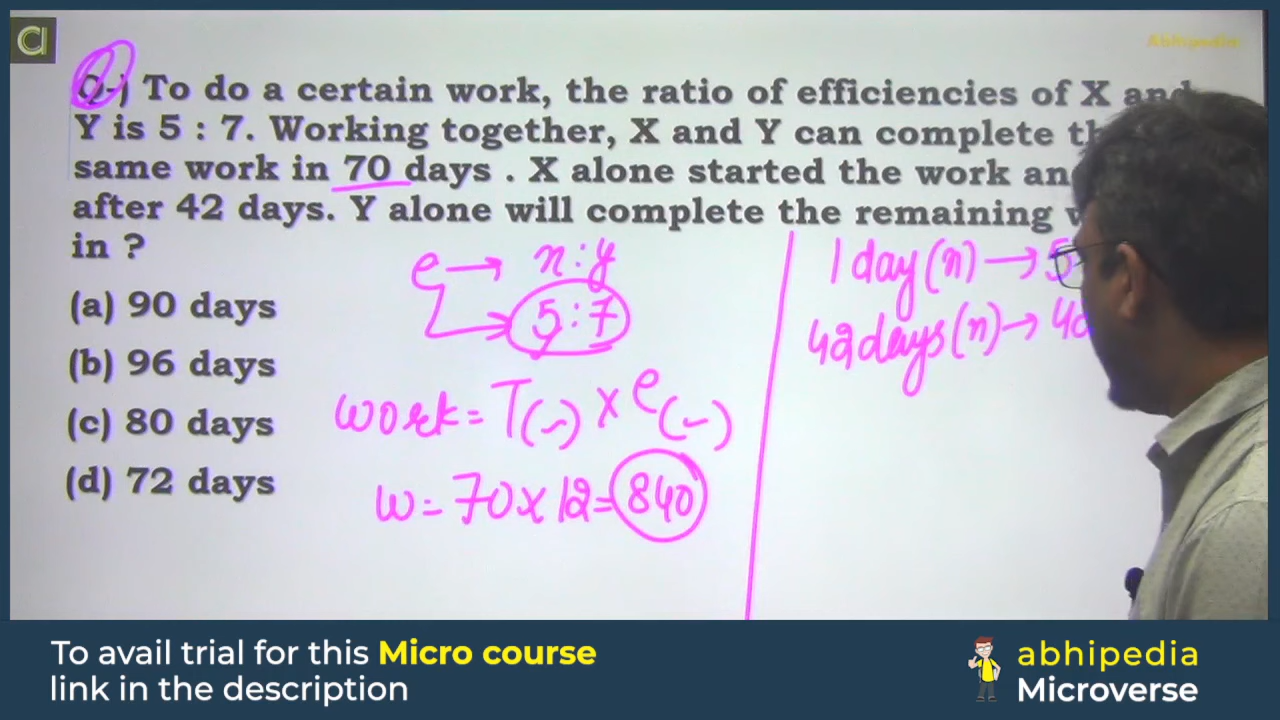 a
Abhipedia
Q-) To do a certain work, the ratio of efficiencies of X and
Y is 5 : 7. Working together, X and Y can complete
same work in 70 days . X alone started the work
after 42 days. Y alone will complete the remaining
in ?
(a) 90 days
(b) 96 days
(c) 80 days
(d) 72 days
e → x : y
5 : 7
work = T(~) × e(~)
W = 70 × 12 = 840
1 day (x) → 5
42 days (x) → 42
To avail trial for this Micro course
link in the description
abhipedia
Microverse